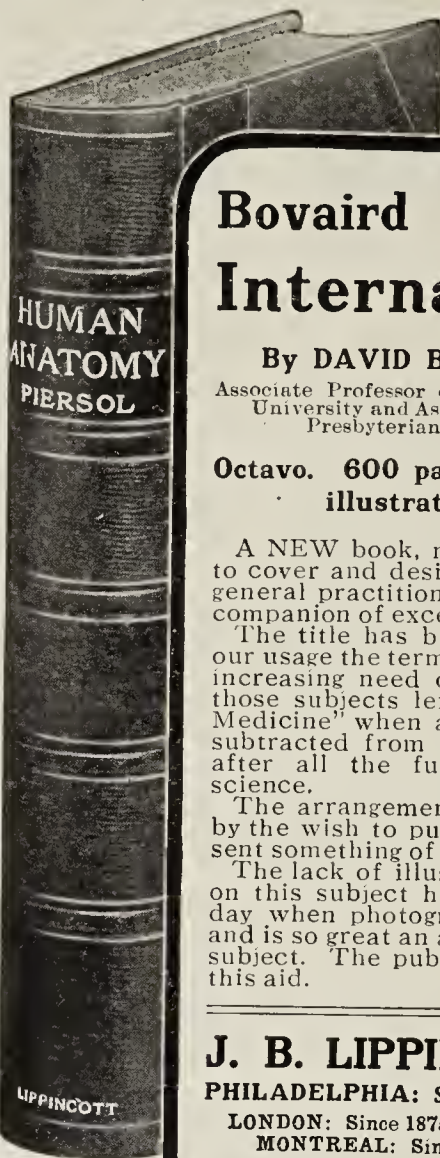 HUMAN
ANATOMY
PIERSOL
LIPPINCOTT
Bovaird
Interna
By DAVID B
Associate Professor
University and As
Presbyterian
Octavo. 600 pa
illustrat
A NEW book,
to cover and desi
general practition
companion of exce
The title has b
our usage the term
increasing need
those subjects le
Medicine" when a
subtracted from
after all the fu
science.
The arrangemen
by the wish to pu
sent something of
The lack of illus
on this subject h
day when photogr
and is so great an a
subject. The pub
this aid.
J. B. LIPPI
PHILADELPHIA: S
LONDON: Since 187
MONTREAL: Sin